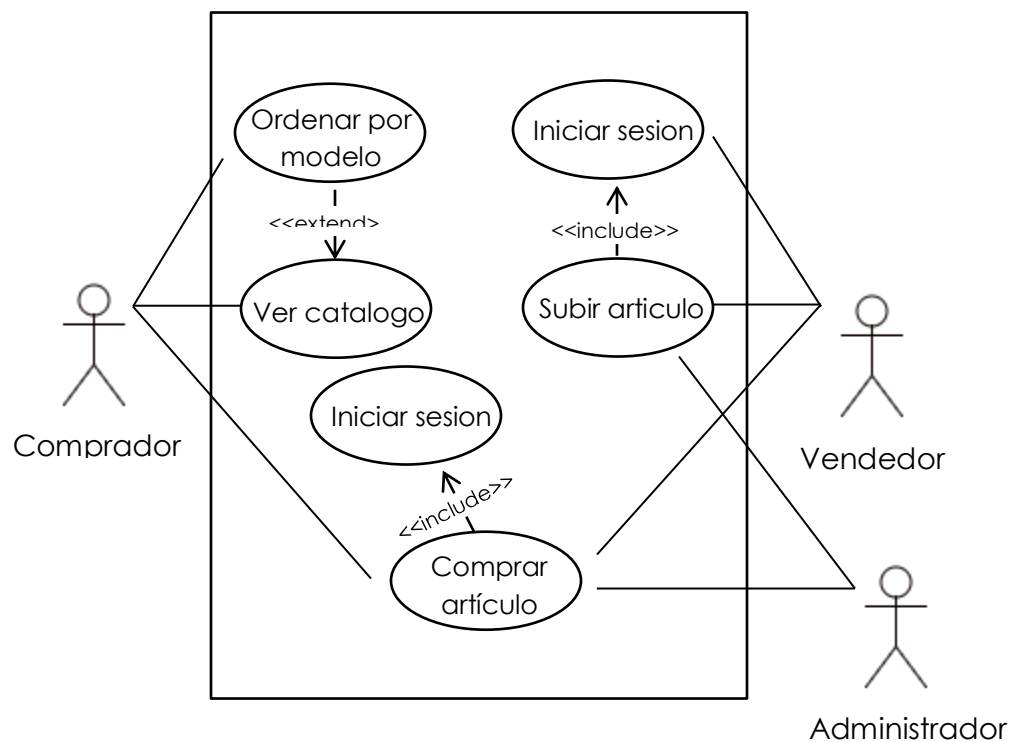 Ordenar por
modelo
Iniciar sesion
<<extend>
<<include>>
Ver catalogo
Subir articulo
Iniciar sesion
Comprador
Vendedor
<<include>>
Comprar
artículo
Administrador